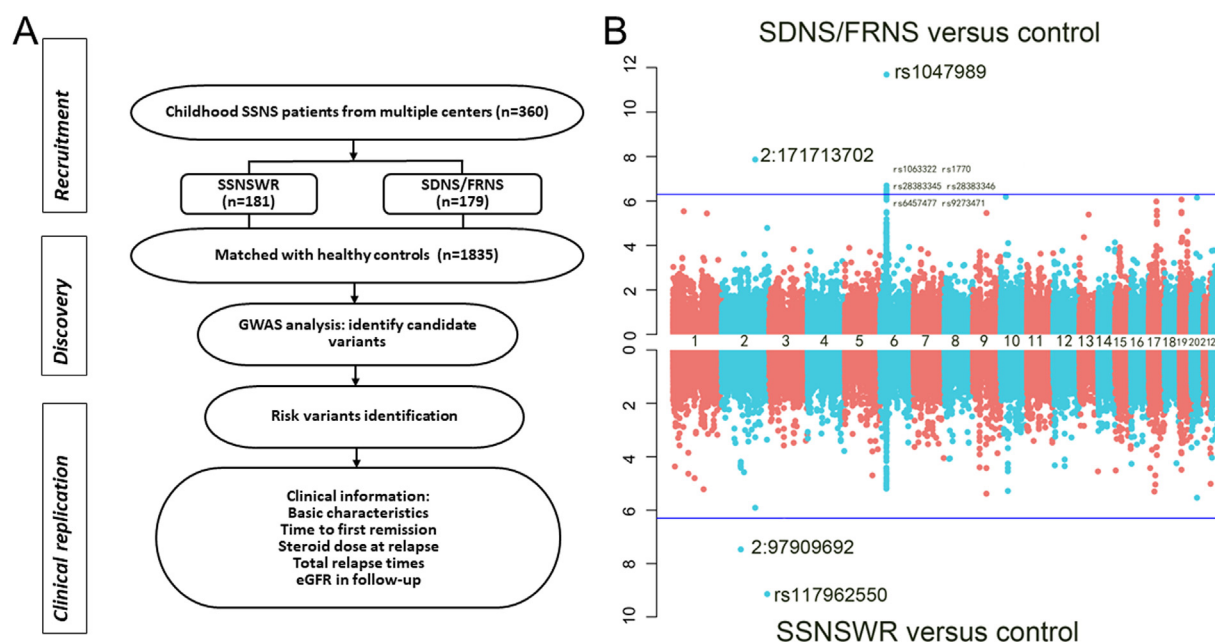 A
Recruitment
Childhood SSNS patients from multiple centers (n=360)
SSNSWR
(n=181)
SDNS/FRNS
(n=179)
Discovery
Matched with healthy controls (n=1835)
GWAS analysis: identify candidate
variants
Clinical replication
Risk variants identification
Clinical information:
Basic characteristics
Time to first remission
Steroid dose at relapse
Total relapse times
eGFR in follow-up
B
SDNS/FRNS versus control
12
10
8
6
4
2
0
rs1047989
2:171713702
rs1063322 rs1770
rs28383345 rs28383346
rs6457477 rs9273471
1 2 3 4 5 6 7 8 9 10 11 12 13 14 15 16 17 18 19 20 212
0
2
4
6
8
10
2:97909692
rs117962550
SSNSWR versus control